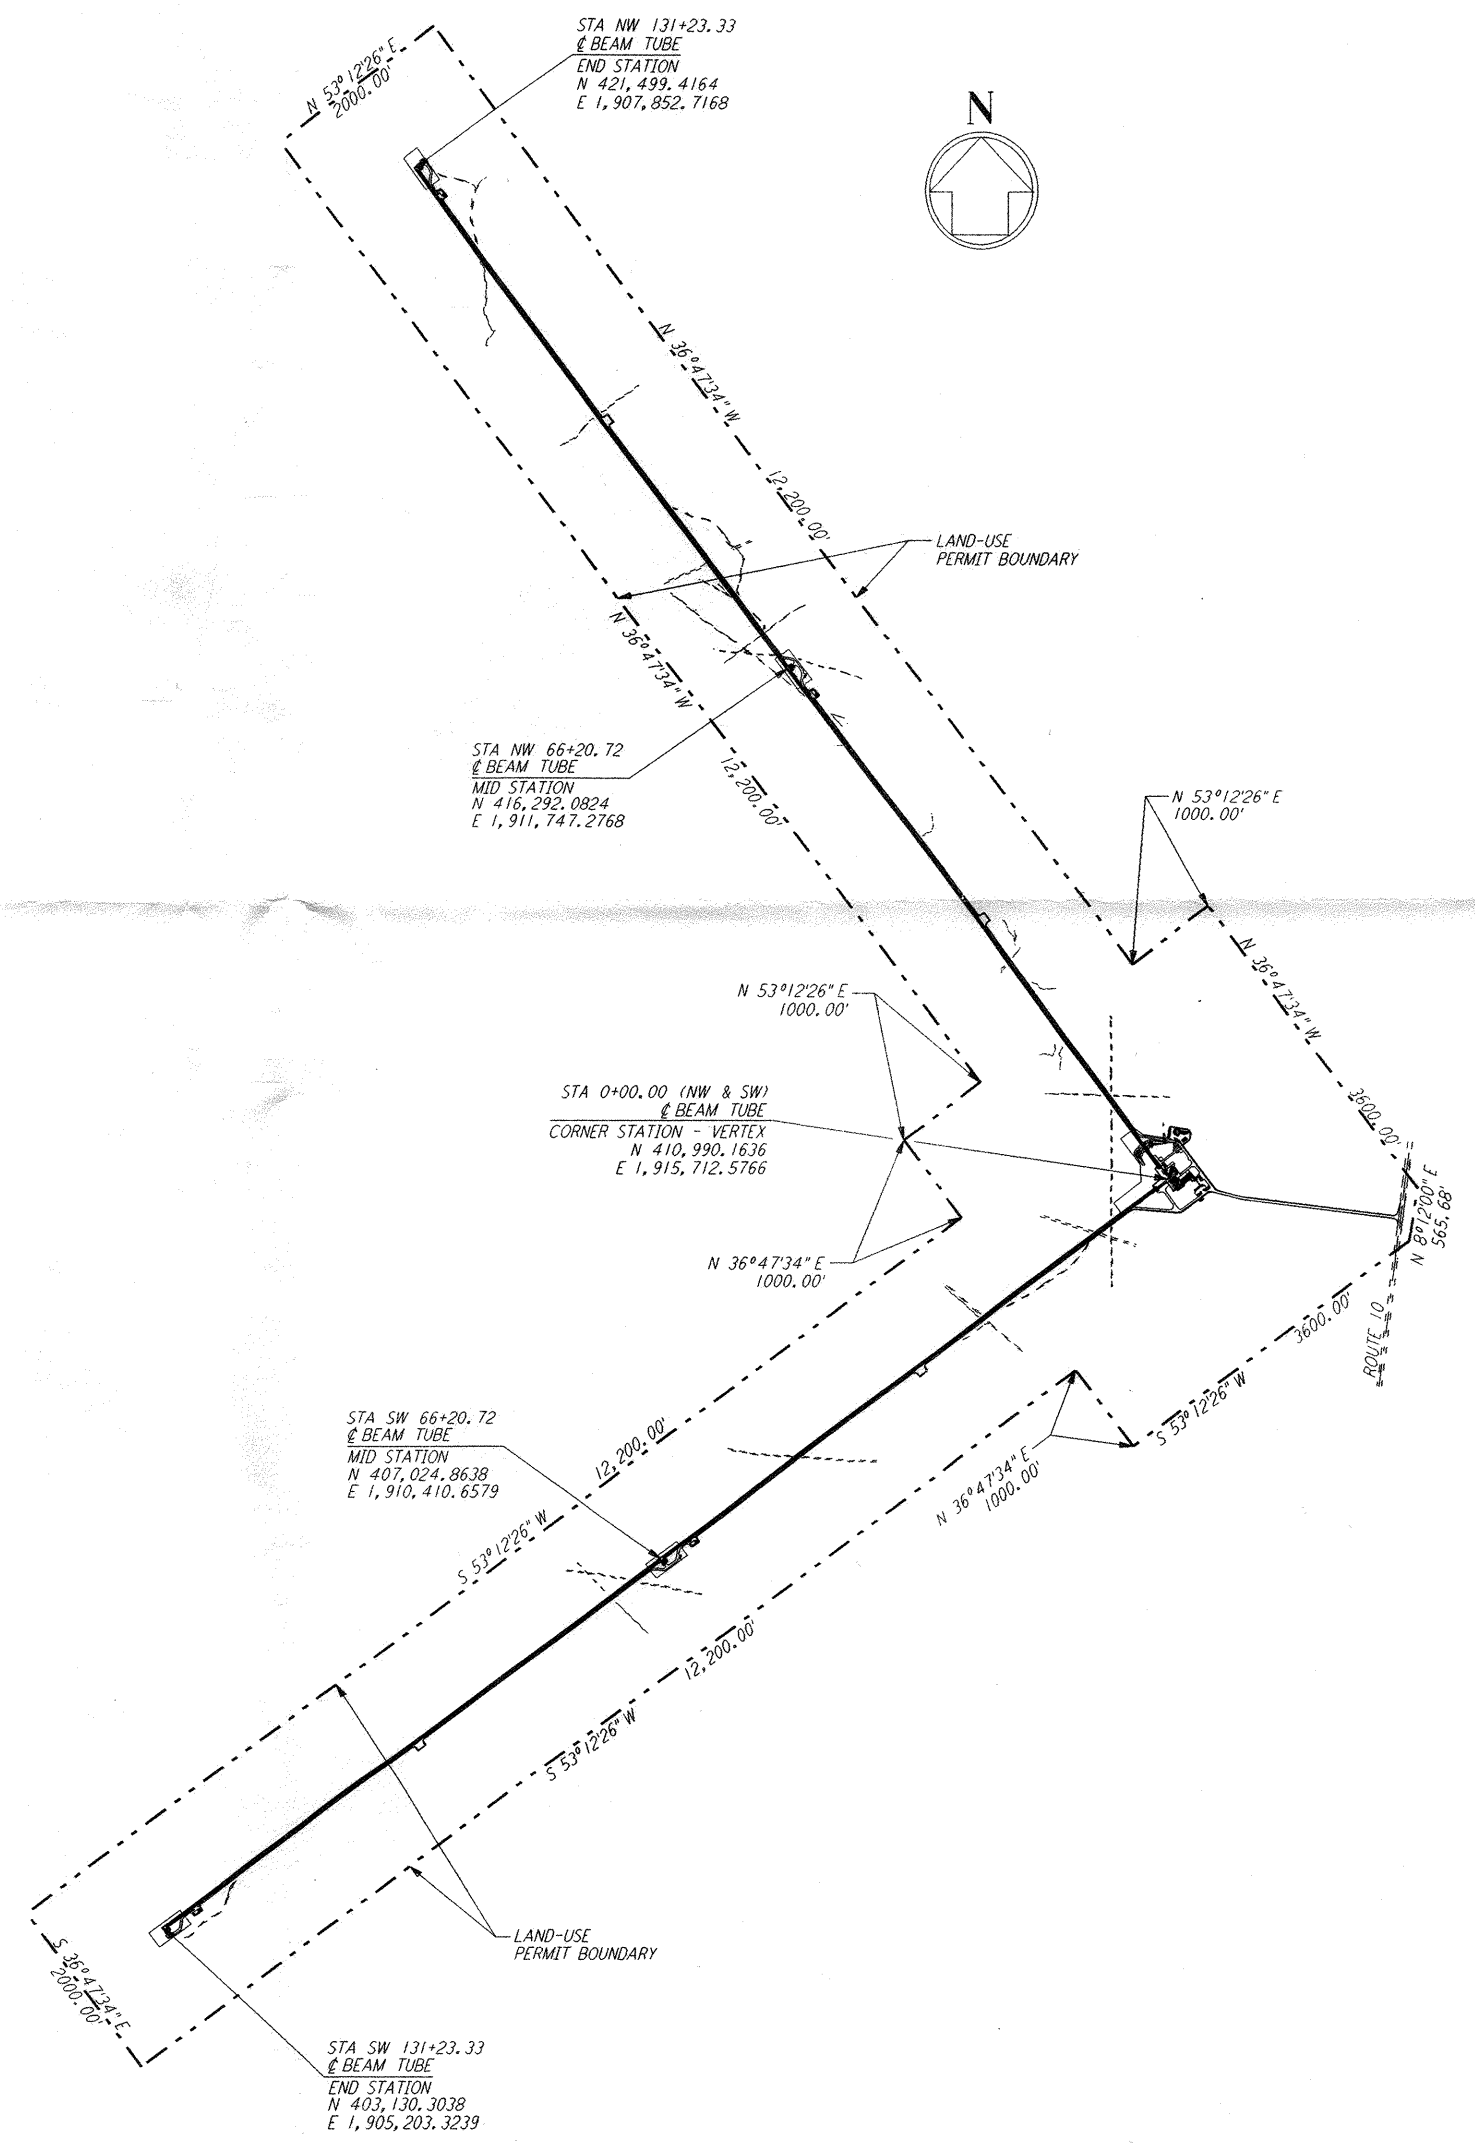 STA NW 131+23.33
℄ BEAM TUBE
END STATION
N 421,499.4164
E 1,907,852.7168
N 53°12'26" E
2000.00'
N
N 36°47'34" W
12,200.00'
LAND-USE
PERMIT BOUNDARY
N 36°47'34" W
12,200.00'
STA NW 66+20.72
℄ BEAM TUBE
MID STATION
N 416,292.0824
E 1,911,747.2768
N 53°12'26" E
1000.00'
N 36°47'34" W
3600.00'
N 53°12'26" E
1000.00'
STA 0+00.00 (NW & SW)
℄ BEAM TUBE
CORNER STATION - VERTEX
N 410,990.1636
E 1,915,712.5766
N 8°12'00" E
565.68'
N 36°47'34" E
1000.00'
ROUTE 10
3600.00'
S 53°12'26" W
STA SW 66+20.72
℄ BEAM TUBE
MID STATION
N 407,024.8638
E 1,910,410.6579
12,200.00'
S 53°12'26" W
N 36°47'34" E
1000.00'
12,200.00'
S 53°12'26" W
LAND-USE
PERMIT BOUNDARY
S 36°47'34" E
2000.00'
STA SW 131+23.33
℄ BEAM TUBE
END STATION
N 403,130.3038
E 1,905,203.3239